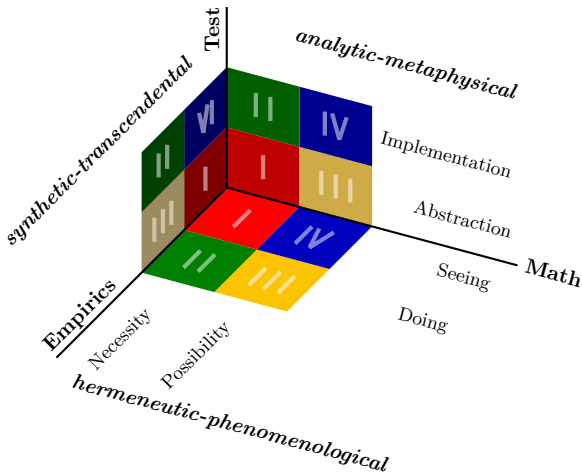 Test
analytic-metaphysical
synthetic-transcendental
II
IV
Implementation
II
IV
I
III
Abstraction
III
I
I
IV
Seeing
Math
II
III
Doing
Empirics
Necessity
Possibility
hermeneutic-phenomenological